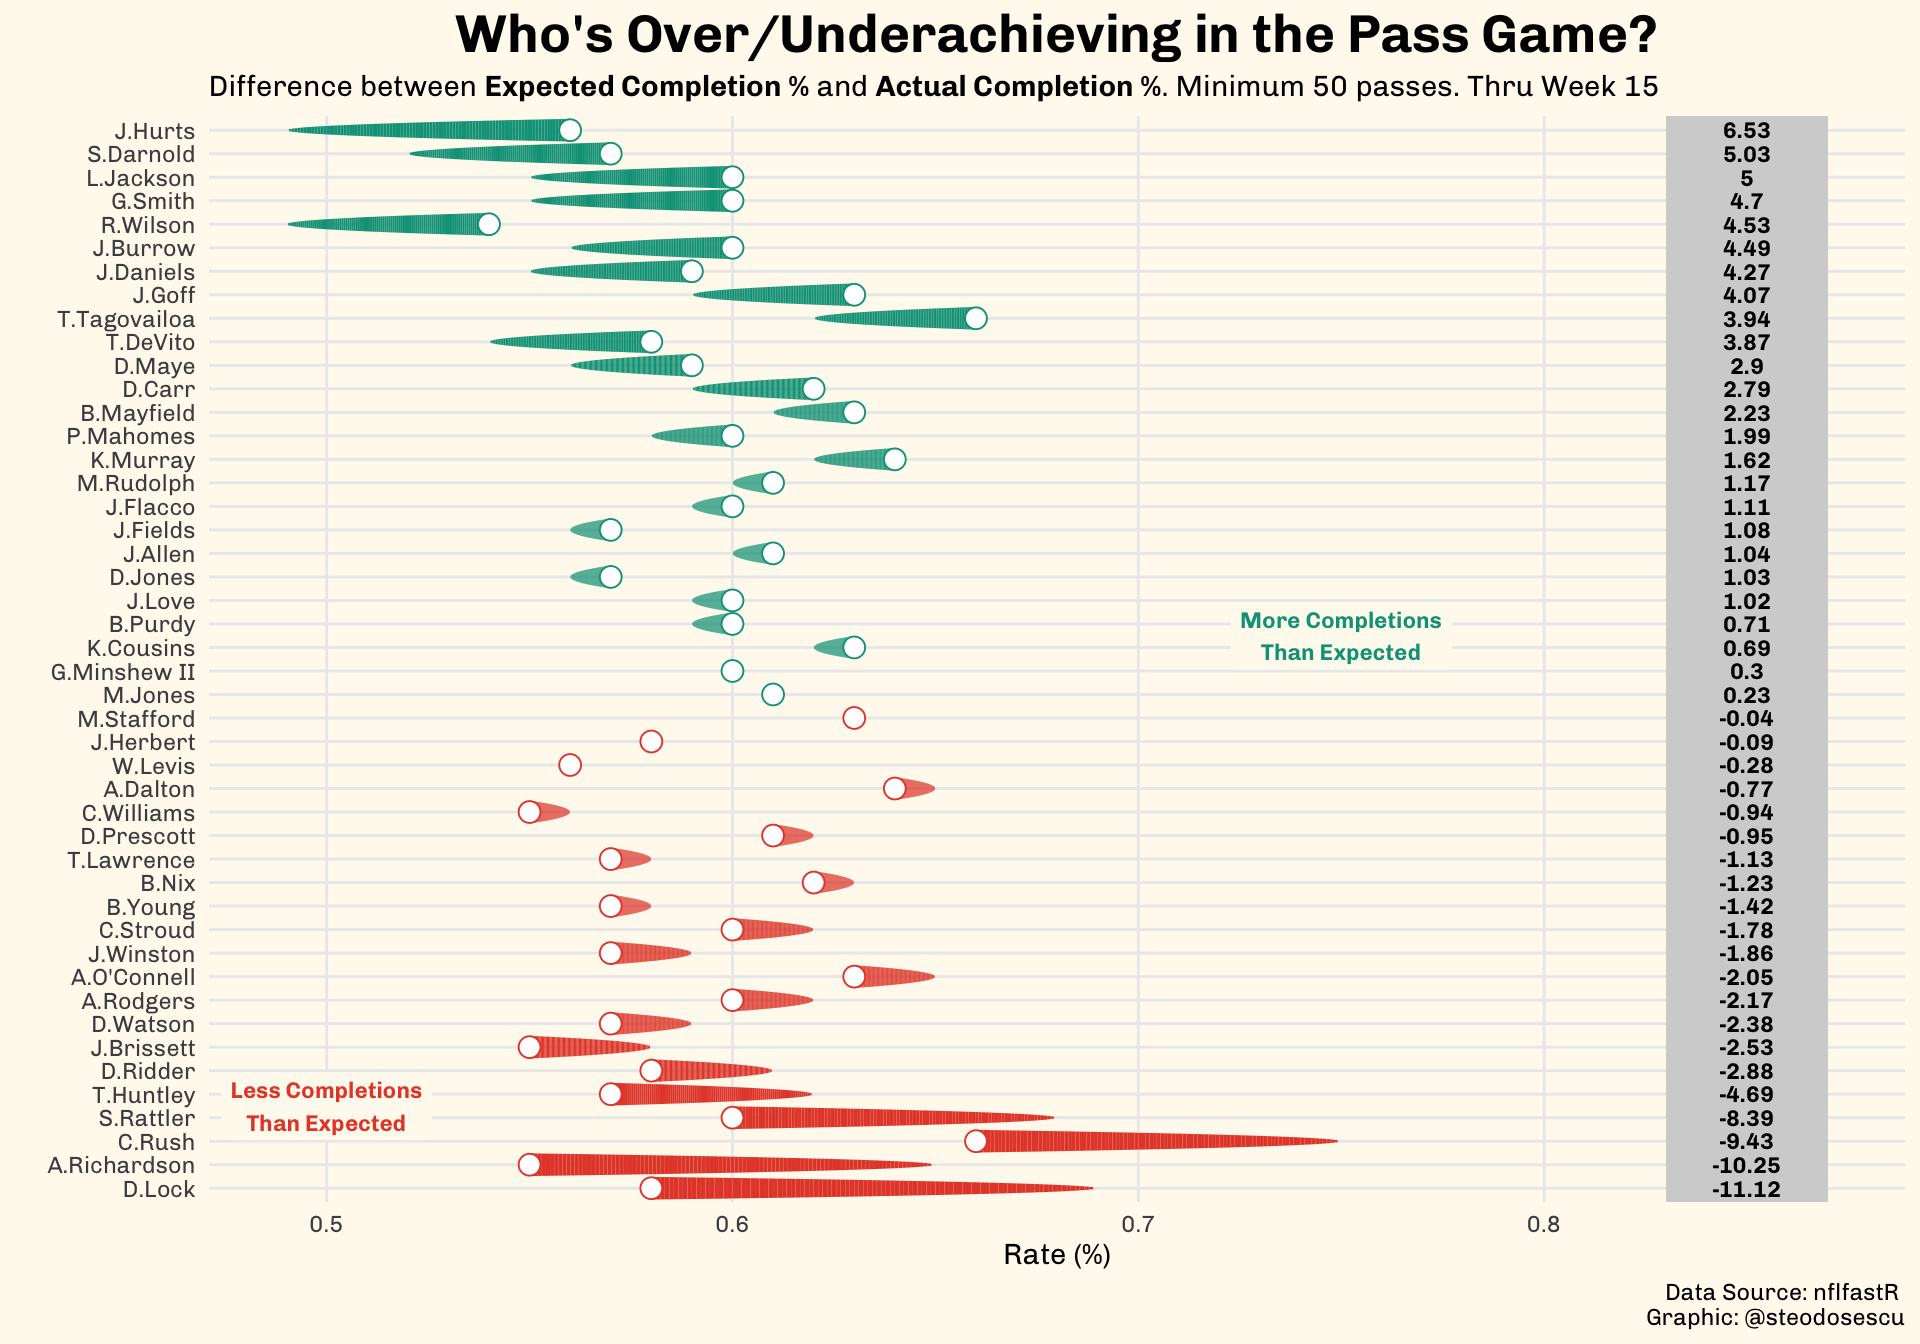 Who's Over/Underachieving in the Pass Game?
Difference between Expected Completion % and Actual Completion %. Minimum 50 passes. Thru Week 15
J.Hurts 6.53
S.Darnold 5.03
L.Jackson 5
G.Smith 4.7
R.Wilson 4.53
J.Burrow 4.49
J.Daniels 4.27
J.Goff 4.07
T.Tagovailoa 3.94
T.DeVito 3.87
D.Maye 2.9
D.Carr 2.79
B.Mayfield 2.23
P.Mahomes 1.99
K.Murray 1.62
M.Rudolph 1.17
J.Flacco 1.11
J.Fields 1.08
J.Allen 1.04
D.Jones 1.03
J.Love 1.02
B.Purdy 0.71
K.Cousins 0.69
G.Minshew II 0.3
M.Jones 0.23
M.Stafford -0.04
J.Herbert -0.09
W.Levis -0.28
A.Dalton -0.77
C.Williams -0.94
D.Prescott -0.95
T.Lawrence -1.13
B.Nix -1.23
B.Young -1.42
C.Stroud -1.78
J.Winston -1.86
A.O'Connell -2.05
A.Rodgers -2.17
D.Watson -2.38
J.Brissett -2.53
D.Ridder -2.88
T.Huntley -4.69
S.Rattler -8.39
C.Rush -9.43
A.Richardson -10.25
D.Lock -11.12
More Completions
Than Expected
Less Completions
Than Expected
0.5 0.6 0.7 0.8
Rate (%)
Data Source: nflfastR
Graphic: @steodosescu